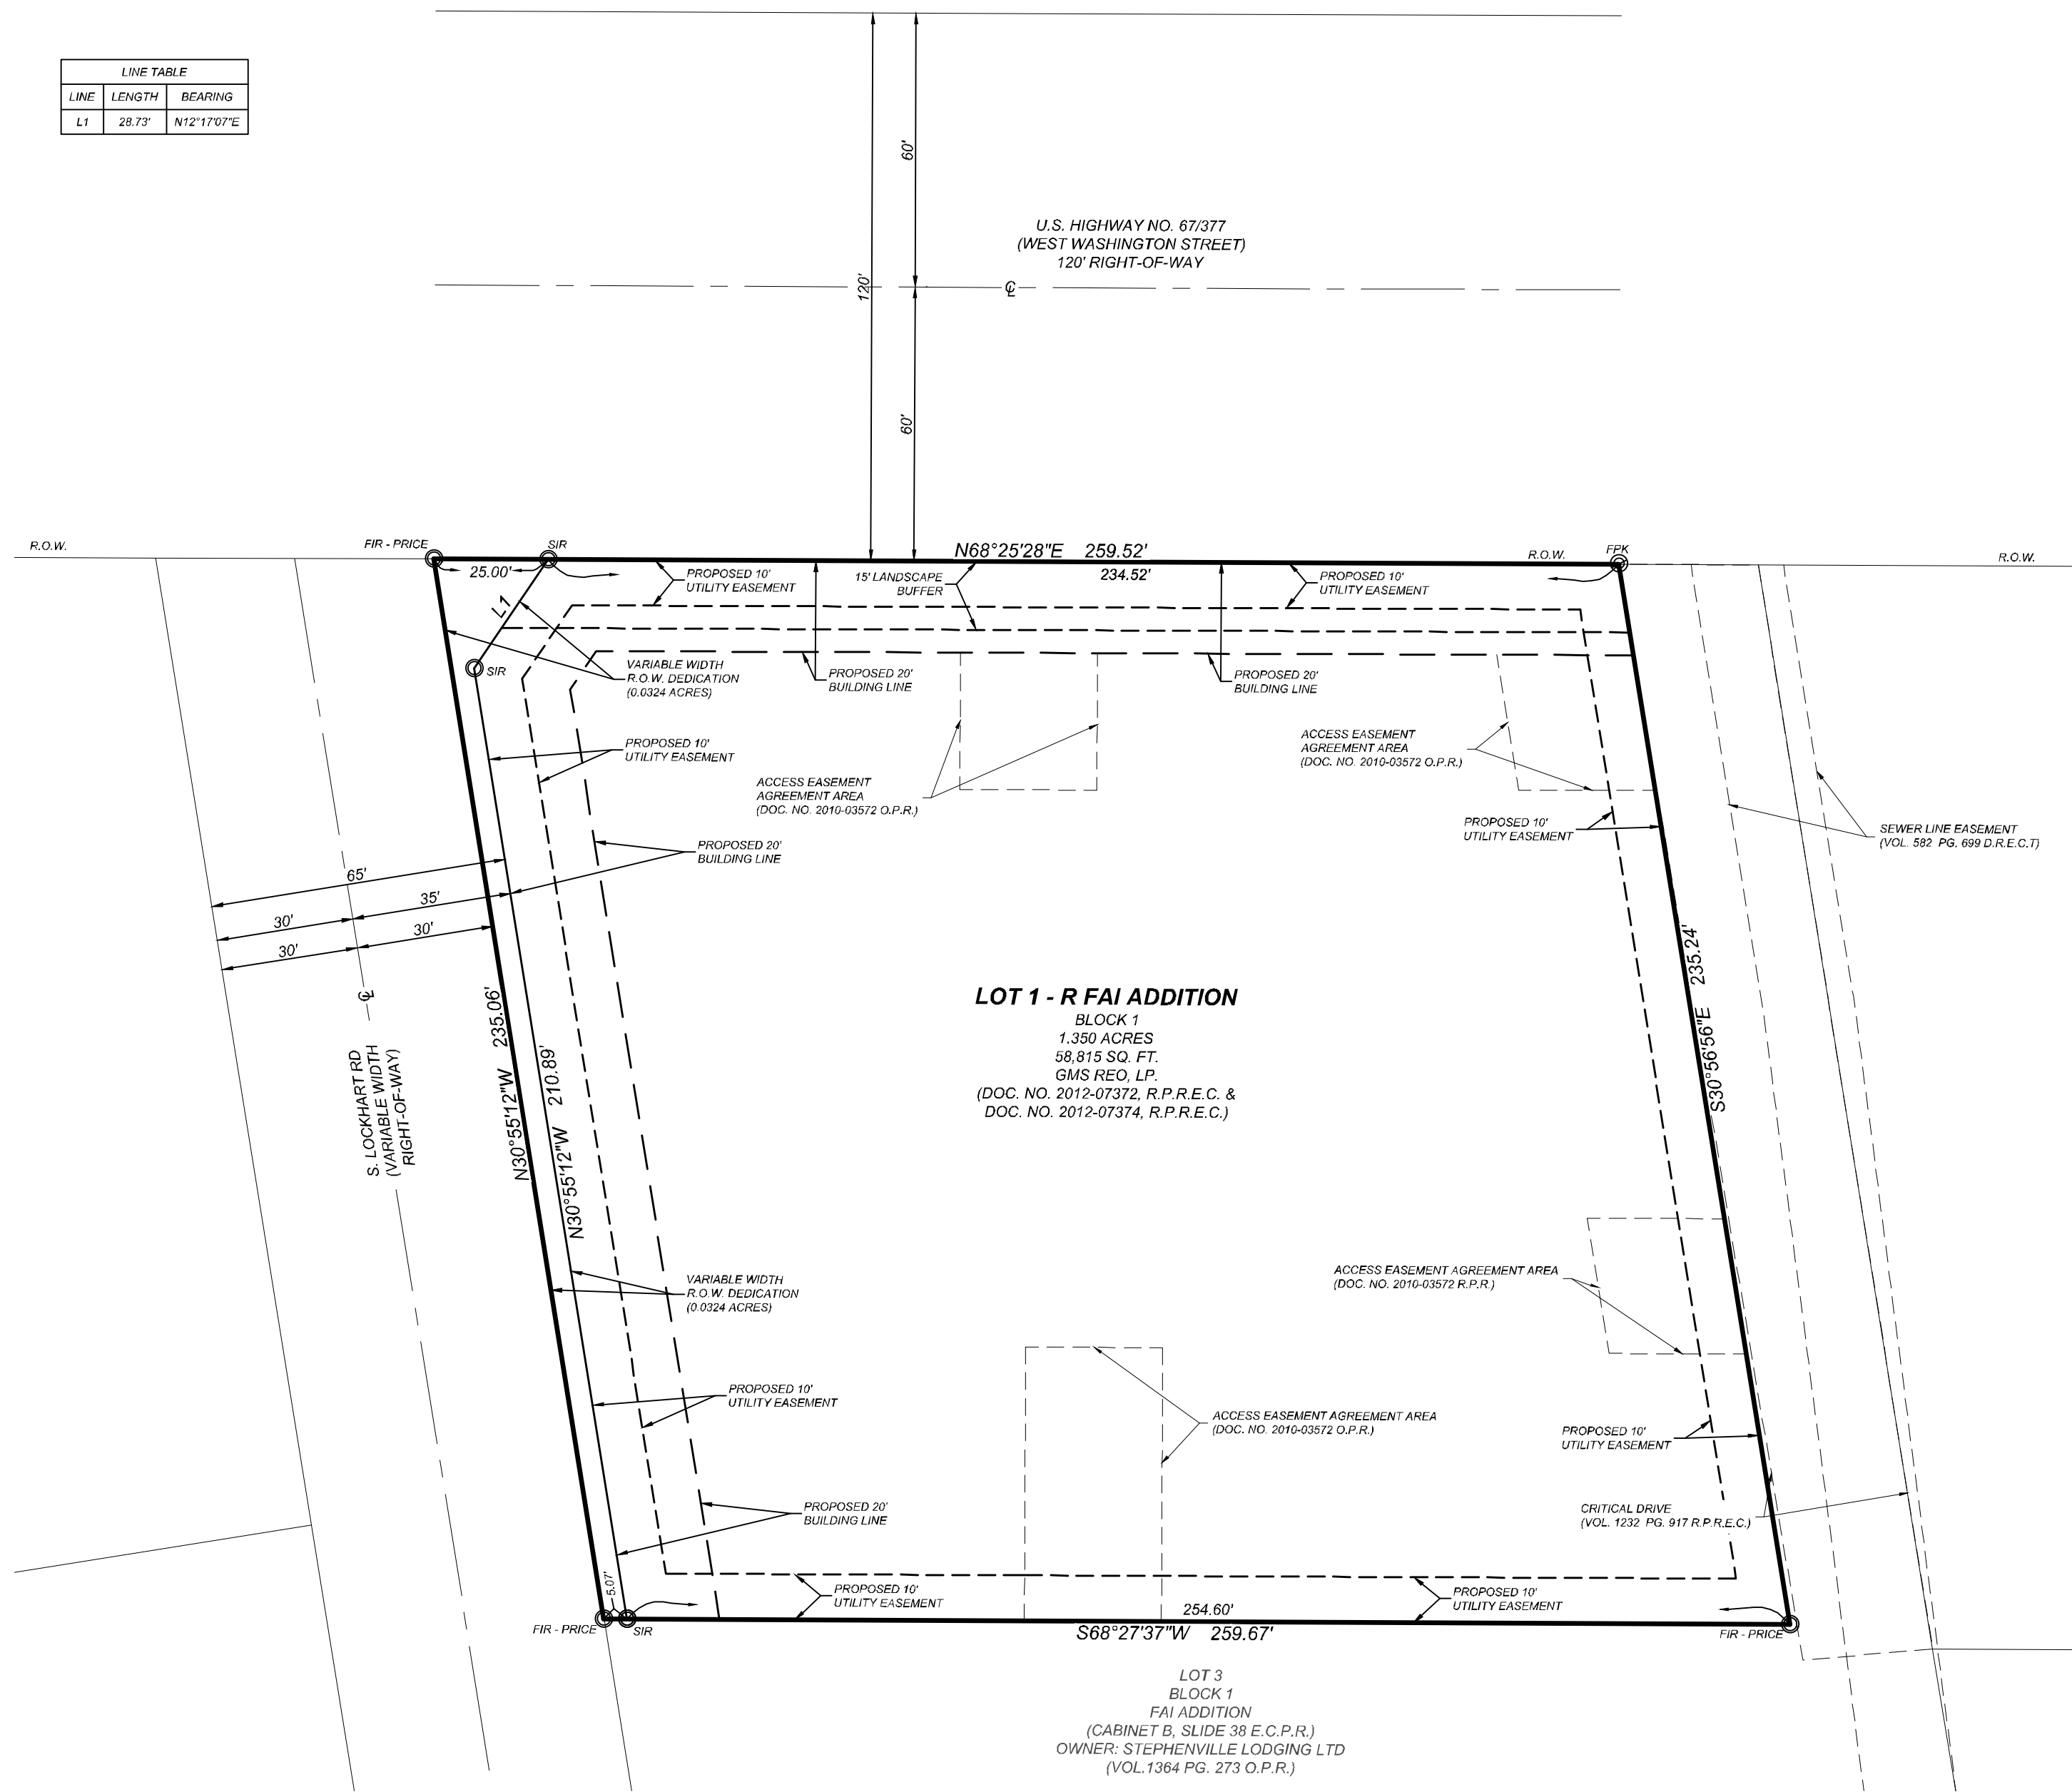 LINE TABLE
LINE LENGTH BEARING
L1 28.73' N12°17'07"E
60'
120'
U.S. HIGHWAY NO. 67/377
(WEST WASHINGTON STREET)
120' RIGHT-OF-WAY
℄
60'
R.O.W.
FIR - PRICE
SIR
N68°25'28"E 259.52'
R.O.W.
FPK
R.O.W.
25.00'
234.52'
L1
SIR
PROPOSED 10'
UTILITY EASEMENT
15' LANDSCAPE
BUFFER
PROPOSED 10'
UTILITY EASEMENT
VARIABLE WIDTH
R.O.W. DEDICATION
(0.0324 ACRES)
PROPOSED 20'
BUILDING LINE
PROPOSED 20'
BUILDING LINE
PROPOSED 10'
UTILITY EASEMENT
ACCESS EASEMENT
AGREEMENT AREA
(DOC. NO. 2010-03572 O.P.R.)
ACCESS EASEMENT
AGREEMENT AREA
(DOC. NO. 2010-03572 O.P.R.)
PROPOSED 10'
UTILITY EASEMENT
SEWER LINE EASEMENT
(VOL. 582 PG. 699 D.R.E.C.T)
PROPOSED 20'
BUILDING LINE
65'
35'
30'
30'
30'
℄
S. LOCKHART RD
(VARIABLE WIDTH
RIGHT-OF-WAY)
N30°55'12"W 235.06'
N30°55'12"W 210.89'
LOT 1 - R FAI ADDITION
BLOCK 1
1.350 ACRES
58,815 SQ. FT.
GMS REO, LP.
(DOC. NO. 2012-07372, R.P.R.E.C. &
DOC. NO. 2012-07374, R.P.R.E.C.)
S30°56'56"E 235.24'
VARIABLE WIDTH
R.O.W. DEDICATION
(0.0324 ACRES)
ACCESS EASEMENT AGREEMENT AREA
(DOC. NO. 2010-03572 R.P.R.)
PROPOSED 10'
UTILITY EASEMENT
ACCESS EASEMENT AGREEMENT AREA
(DOC. NO. 2010-03572 O.P.R.)
PROPOSED 10'
UTILITY EASEMENT
PROPOSED 20'
BUILDING LINE
CRITICAL DRIVE
(VOL. 1232 PG. 917 R.P.R.E.C.)
5.07'
PROPOSED 10'
UTILITY EASEMENT
PROPOSED 10'
UTILITY EASEMENT
254.60'
FIR - PRICE
SIR
S68°27'37"W 259.67'
FIR - PRICE
LOT 3
BLOCK 1
FAI ADDITION
(CABINET B, SLIDE 38 E.C.P.R.)
OWNER: STEPHENVILLE LODGING LTD
(VOL.1364 PG. 273 O.P.R.)